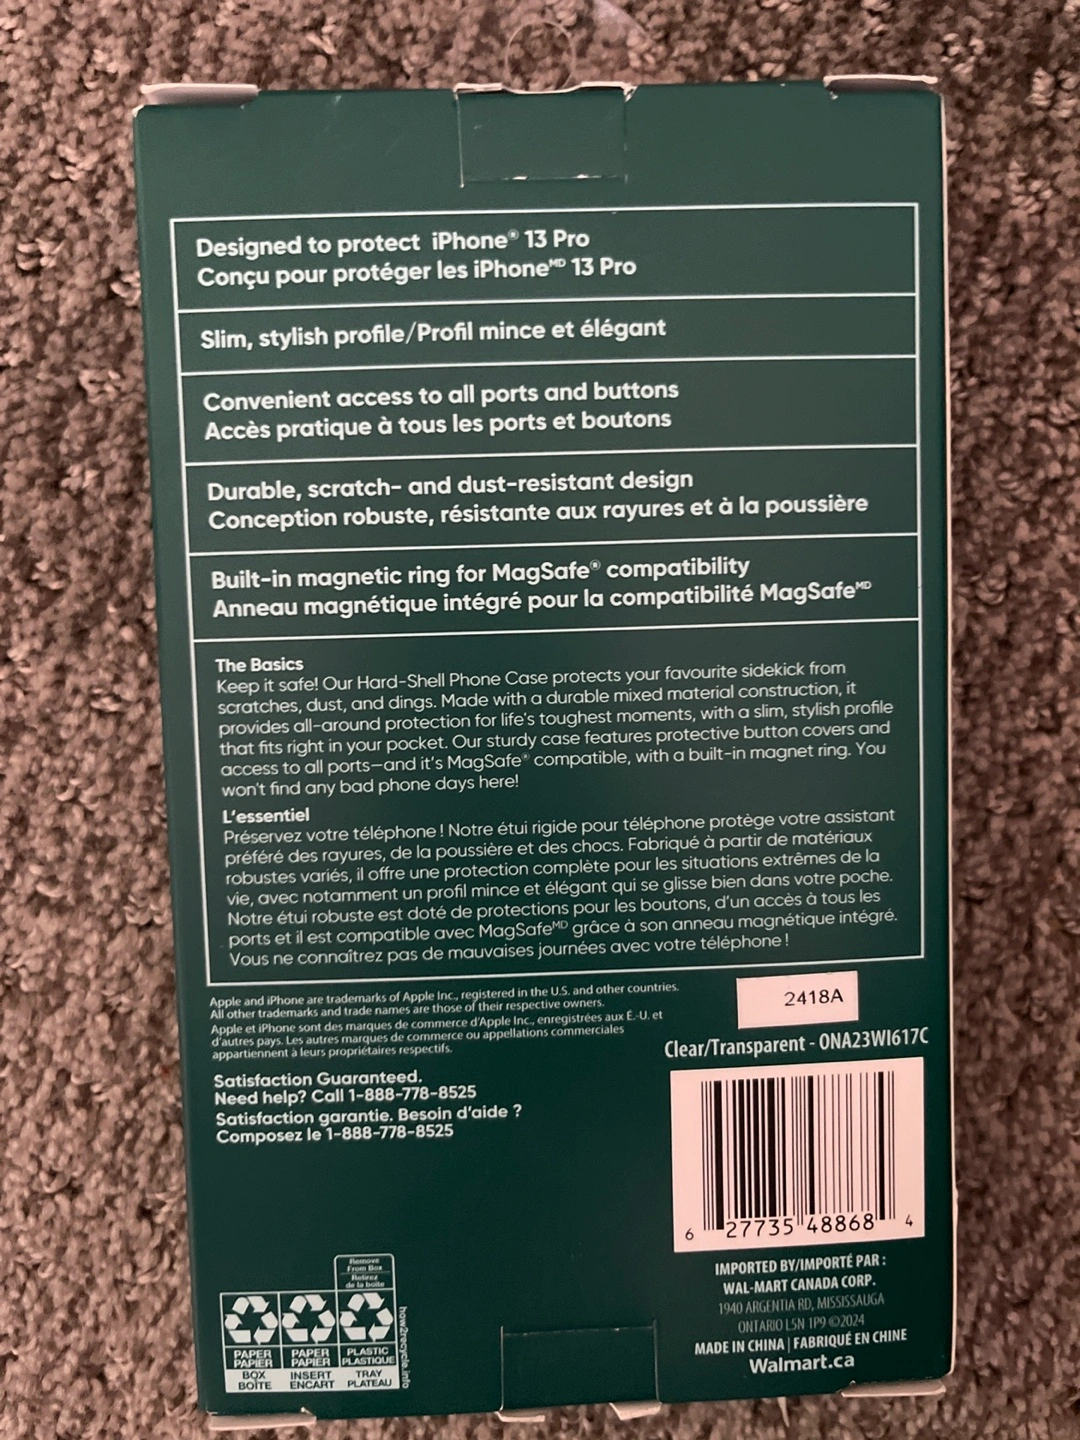 Designed to protect iPhone® 13 Pro
Conçu pour protéger les iPhoneᴹᴰ 13 Pro
Slim, stylish profile/Profil mince et élégant
Convenient access to all ports and buttons
Accès pratique à tous les ports et boutons
Durable, scratch- and dust-resistant design
Conception robuste, résistante aux rayures et à la poussière
Built-in magnetic ring for MagSafe® compatibility
Anneau magnétique intégré pour la compatibilité MagSafeᴹᴰ
The Basics
Keep it safe! Our Hard-Shell Phone Case protects your favourite sidekick from
scratches, dust, and dings. Made with a durable mixed material construction, it
provides all-around protection for life's toughest moments, with a slim, stylish profile
that fits right in your pocket. Our sturdy case features protective button covers and
access to all ports—and it's MagSafe® compatible, with a built-in magnet ring. You
won't find any bad phone days here!
L'essentiel
Préservez votre téléphone ! Notre étui rigide pour téléphone protège votre assistant
préféré des rayures, de la poussière et des chocs. Fabriqué à partir de matériaux
robustes variés, il offre une protection complète pour les situations extrêmes de la
vie, avec notamment un profil mince et élégant qui se glisse bien dans votre poche.
Notre étui robuste est doté de protections pour les boutons, d'un accès à tous les
ports et il est compatible avec MagSafeᴹᴰ grâce à son anneau magnétique intégré.
Vous ne connaîtrez pas de mauvaises journées avec votre téléphone !
Apple and iPhone are trademarks of Apple Inc., registered in the U.S. and other countries.
All other trademarks and trade names are those of their respective owners.
Apple et iPhone sont des marques de commerce d'Apple Inc., enregistrées aux É.-U. et
d'autres pays. Les autres marques de commerce ou appellations commerciales
appartiennent à leurs propriétaires respectifs.
Satisfaction Guaranteed.
Need help? Call 1-888-778-8525
Satisfaction garantie. Besoin d'aide ?
Composez le 1-888-778-8525
2418A
Clear/Transparent - ONA23WI617C
6 27735 48868 4
IMPORTED BY/IMPORTÉ PAR :
WAL-MART CANADA CORP.
1940 ARGENTIA RD, MISSISSAUGA
ONTARIO L5N 1P9 ©2024
MADE IN CHINA | FABRIQUÉ EN CHINE
Walmart.ca
Remove
From Box
Retirez
de la boîte
PAPER
PAPIER
BOX
BOÎTE
PAPER
PAPIER
INSERT
ENCART
PLASTIC
PLASTIQUE
TRAY
PLATEAU
how2recycle.info